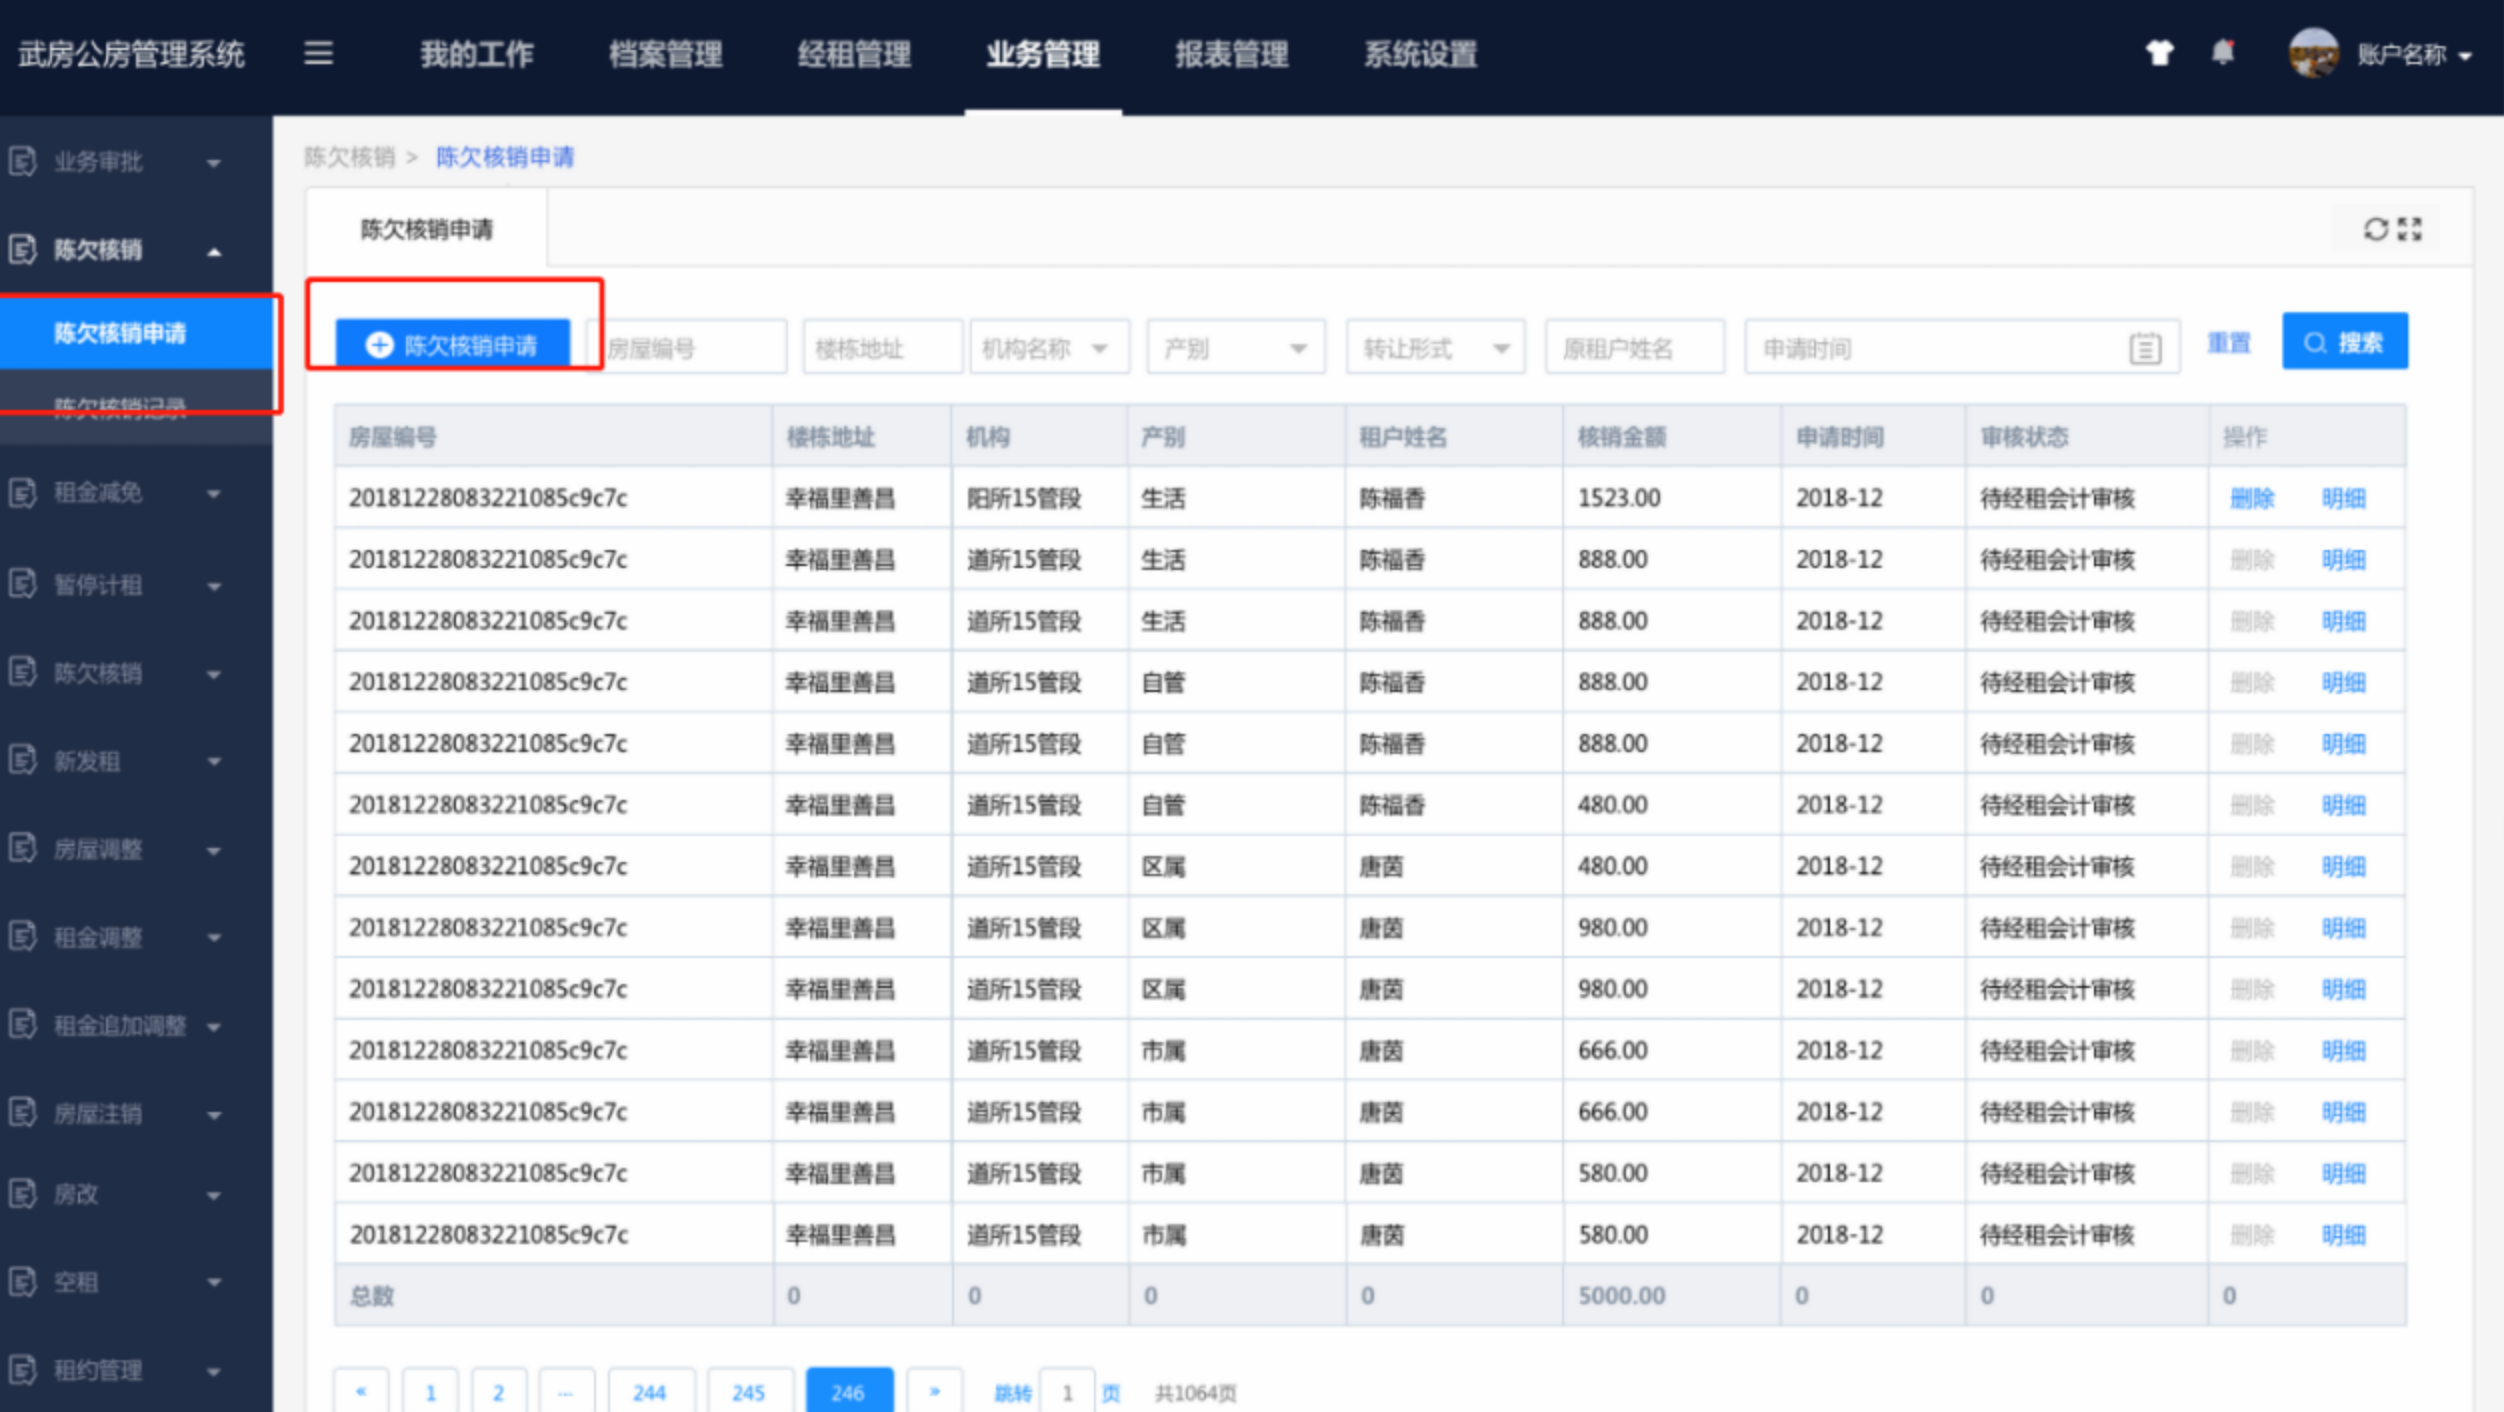 武房公房管理系统 我的工作 档案管理 经租管理 业务管理 报表管理 系统设置 账户名称
业务审批
陈欠核销
陈欠核销申请
陈欠核销记录
租金减免
暂停计租
陈欠核销
新发租
房屋调整
租金调整
租金追加调整
房屋注销
房改
空租
租约管理
陈欠核销 > 陈欠核销申请
陈欠核销申请
陈欠核销申请 房屋编号 楼栋地址 机构名称 产别 转让形式 原租户姓名 申请时间 重置 搜索
房屋编号 楼栋地址 机构 产别 租户姓名 核销金额 申请时间 审核状态 操作
20181228083221085c9c7c 幸福里善昌 阳所15管段 生活 陈福香 1523.00 2018-12 待经租会计审核 删除 明细
20181228083221085c9c7c 幸福里善昌 道所15管段 生活 陈福香 888.00 2018-12 待经租会计审核 删除 明细
20181228083221085c9c7c 幸福里善昌 道所15管段 生活 陈福香 888.00 2018-12 待经租会计审核 删除 明细
20181228083221085c9c7c 幸福里善昌 道所15管段 自管 陈福香 888.00 2018-12 待经租会计审核 删除 明细
20181228083221085c9c7c 幸福里善昌 道所15管段 自管 陈福香 888.00 2018-12 待经租会计审核 删除 明细
20181228083221085c9c7c 幸福里善昌 道所15管段 自管 陈福香 480.00 2018-12 待经租会计审核 删除 明细
20181228083221085c9c7c 幸福里善昌 道所15管段 区属 唐茵 480.00 2018-12 待经租会计审核 删除 明细
20181228083221085c9c7c 幸福里善昌 道所15管段 区属 唐茵 980.00 2018-12 待经租会计审核 删除 明细
20181228083221085c9c7c 幸福里善昌 道所15管段 区属 唐茵 980.00 2018-12 待经租会计审核 删除 明细
20181228083221085c9c7c 幸福里善昌 道所15管段 市属 唐茵 666.00 2018-12 待经租会计审核 删除 明细
20181228083221085c9c7c 幸福里善昌 道所15管段 市属 唐茵 666.00 2018-12 待经租会计审核 删除 明细
20181228083221085c9c7c 幸福里善昌 道所15管段 市属 唐茵 580.00 2018-12 待经租会计审核 删除 明细
20181228083221085c9c7c 幸福里善昌 道所15管段 市属 唐茵 580.00 2018-12 待经租会计审核 删除 明细
总数 0 0 0 0 5000.00 0 0 0
« 1 2 ... 244 245 246 » 跳转 1 页 共1064页